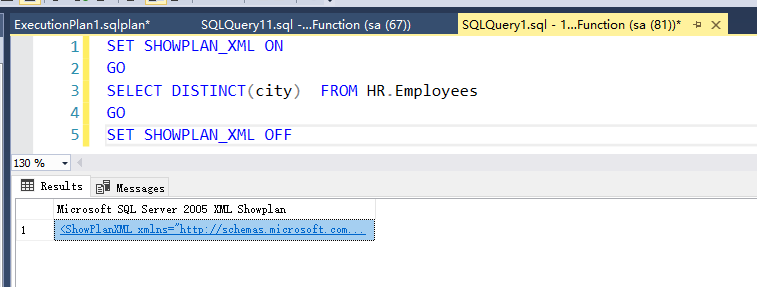 ExecutionPlan1.sqlplan* SQLQuery11.sql -...Function (sa (67)) SQLQuery1.sql - 1...Function (sa (81))*
1 SET SHOWPLAN_XML ON
2 GO
3 SELECT DISTINCT(city) FROM HR.Employees
4 GO
5 SET SHOWPLAN_XML OFF
130 %
Results Messages
Microsoft SQL Server 2005 XML Showplan
1 <ShowPlanXML xmlns="http://schemas.microsoft.com...